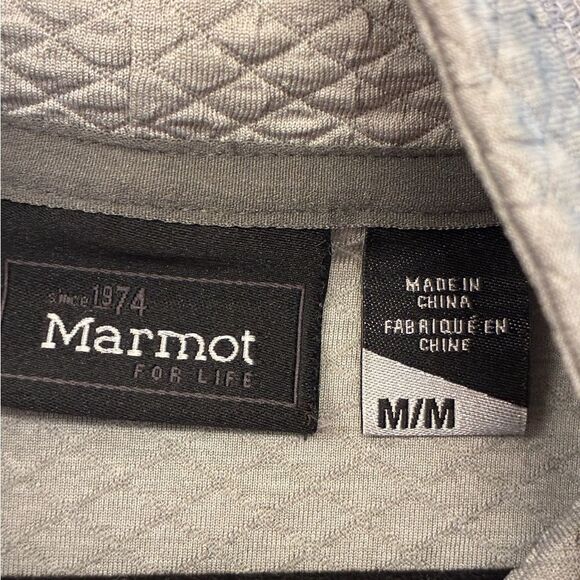 since 1974
Marmot
FOR LIFE
MADE IN
CHINA
FABRIQUÉ EN
CHINE
M/M